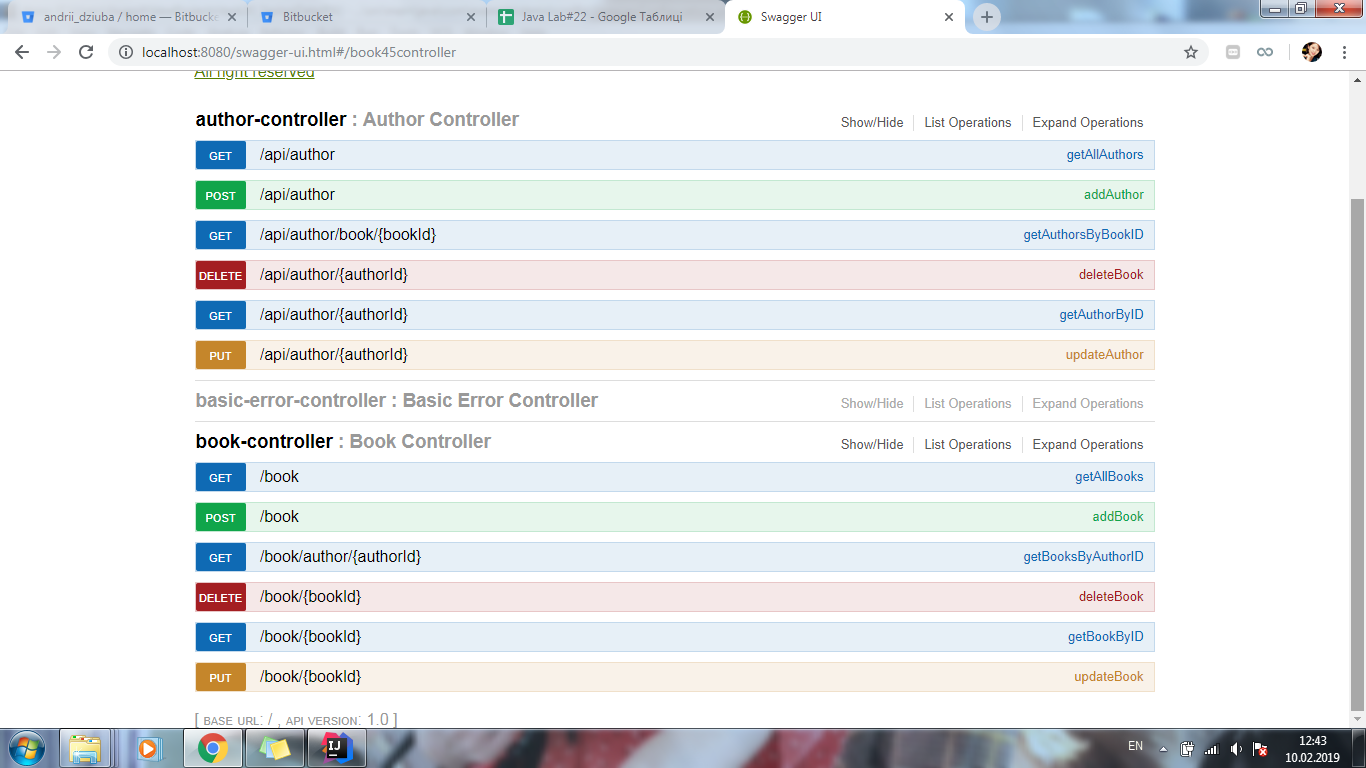 andrii_dziuba / home — Bitbucke
Bitbucket
Java Lab#22 - Google Таблиці
Swagger UI
localhost:8080/swagger-ui.html#/book45controller
All right reserved
author-controller : Author Controller
Show/Hide List Operations Expand Operations
GET /api/author getAllAuthors
POST /api/author addAuthor
GET /api/author/book/{bookId} getAuthorsByBookID
DELETE /api/author/{authorId} deleteBook
GET /api/author/{authorId} getAuthorByID
PUT /api/author/{authorId} updateAuthor
basic-error-controller : Basic Error Controller
Show/Hide List Operations Expand Operations
book-controller : Book Controller
Show/Hide List Operations Expand Operations
GET /book getAllBooks
POST /book addBook
GET /book/author/{authorId} getBooksByAuthorID
DELETE /book/{bookId} deleteBook
GET /book/{bookId} getBookByID
PUT /book/{bookId} updateBook
[ BASE URL: / , API VERSION: 1.0 ]
IJ
EN
12:43
10.02.2019